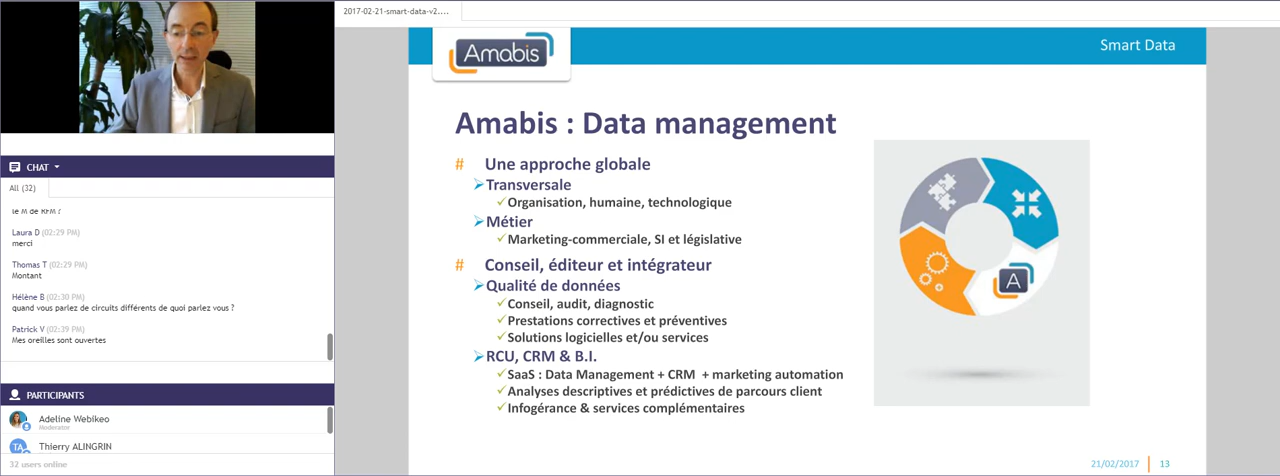 2017-02-21-smart-data-v2....
CHAT
All (32)
le M de RFM ?
Laura D (02:29 PM)
merci
Thomas T (02:29 PM)
Montant
Hélène B (02:30 PM)
quand vous parlez de circuits différents de quoi parlez vous ?
Patrick V (02:39 PM)
Mes oreilles sont ouvertes
PARTICIPANTS
Adeline Webikeo
Moderator
TA
Thierry ALINGRIN
32 users online
Amabis
Smart Data
Amabis : Data management
# Une approche globale
Transversale
Organisation, humaine, technologique
Métier
Marketing-commerciale, SI et législative
# Conseil, éditeur et intégrateur
Qualité de données
Conseil, audit, diagnostic
Prestations correctives et préventives
Solutions logicielles et/ou services
RCU, CRM & B.I.
SaaS : Data Management + CRM + marketing automation
Analyses descriptives et prédictives de parcours client
Infogérance & services complémentaires
A
21/02/2017 | 13